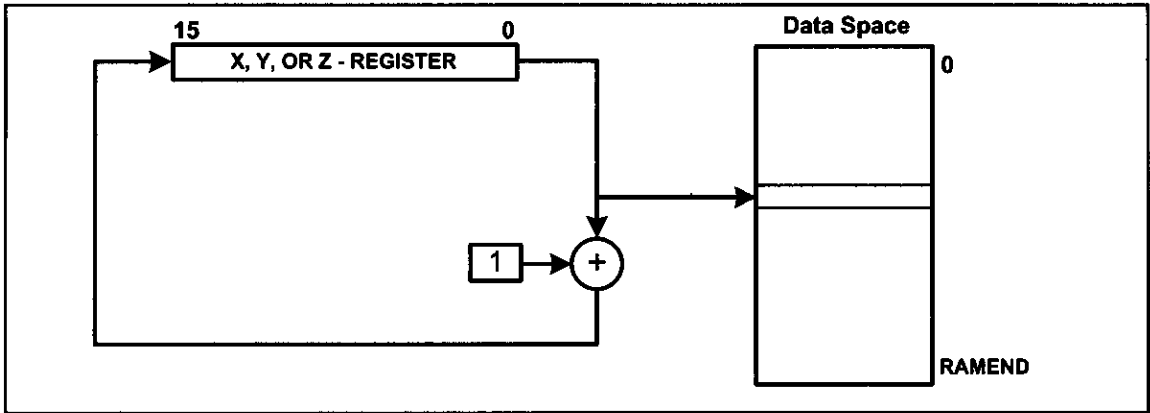 15 0
Data Space
X, Y, OR Z - REGISTER
0
1
+
RAMEND